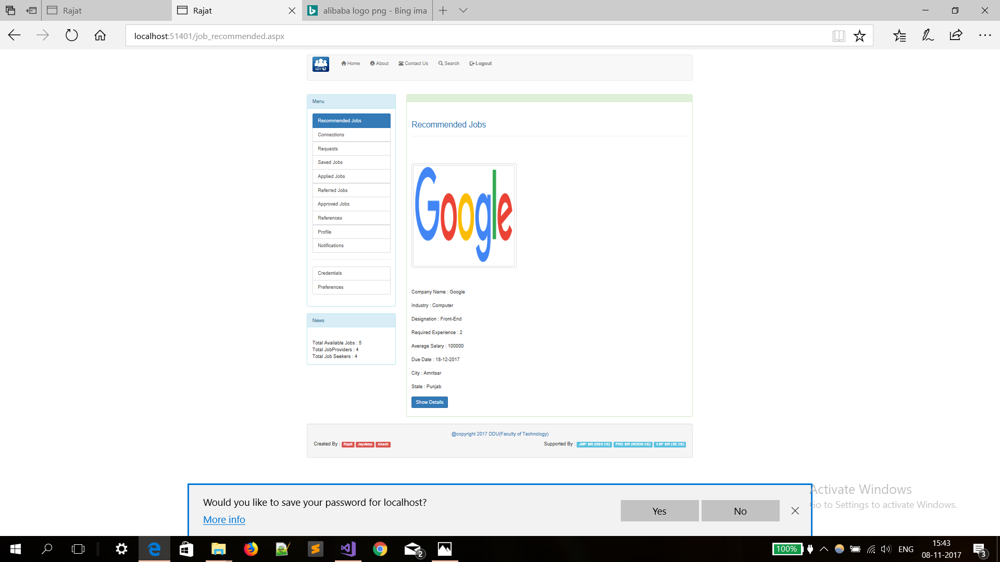 Rajat
Rajat
alibaba logo png - Bing ima
localhost:51401/job_recommended.aspx
Home About Contact Us Search Logout
Menu
Recommended Jobs
Connections
Requests
Saved Jobs
Applied Jobs
Referred Jobs
Approved Jobs
References
Profile
Notifications
Credentials
Preferences
News
Total Available Jobs : 5
Total JobProviders : 4
Total Job Seekers : 4
Recommended Jobs
Google
Company Name : Google
Industry : Computer
Designation : Front-End
Required Experience : 2
Average Salary : 100000
Due Date : 18-12-2017
City : Amritsar
State : Punjab
Show Details
@copyright 2017 DDU(Faculty of Technology)
Created By : Rajat Jaydeep Akash
Supported By : JMP SIR (DBS CE) PRD SIR (WDDN CE) VSP SIR (SE CE)
Would you like to save your password for localhost?
More info
Yes
No
Activate Windows
Go to Settings to activate Windows.
2
100%
ENG
15:43
08-11-2017
3